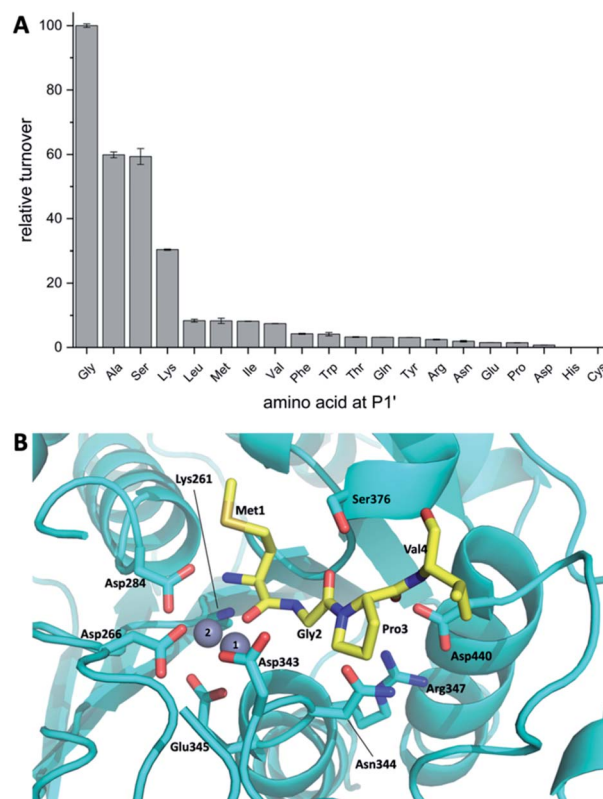 A
100
80
60
40
20
0
relative turnover
Gly Ala Ser Lys Leu Met Ile Val Phe Trp Thr Gln Tyr Arg Asn Glu Pro Asp His Cys
amino acid at P1'
B
Lys261
Met1
Ser376
Val4
Asp284
Asp266
2
1
Gly2
Pro3
Asp343
Asp440
Arg347
Glu345
Asn344